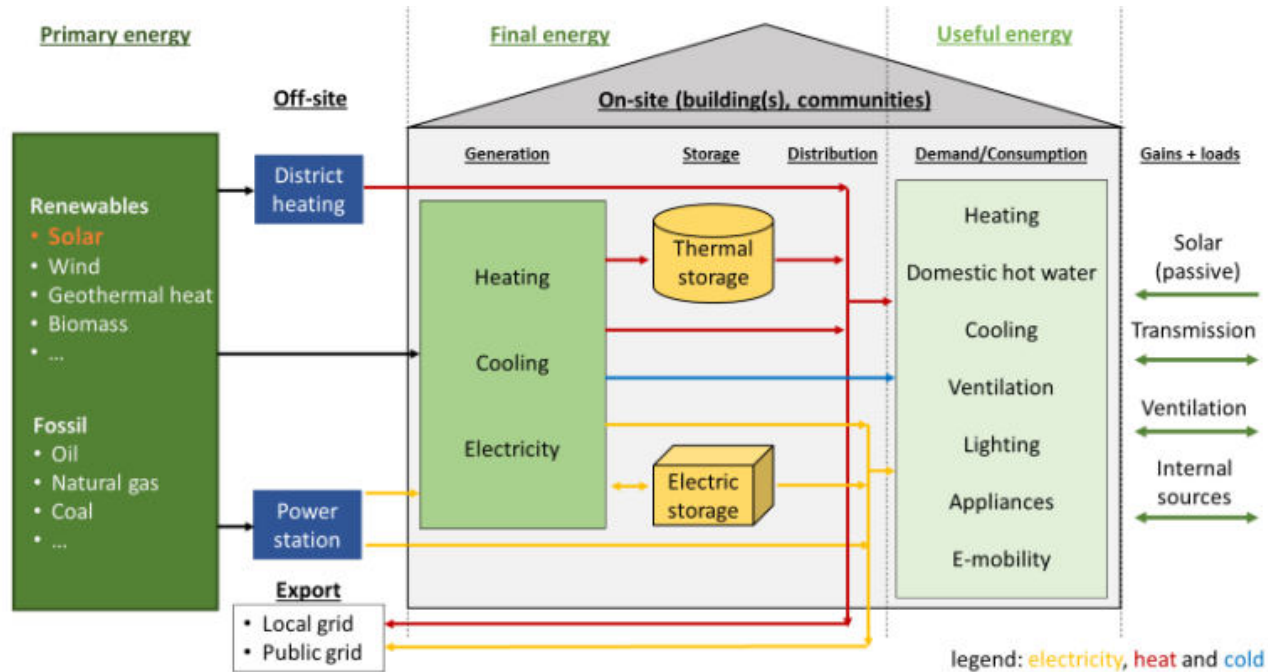 Primary energy
Final energy
Useful energy
Off-site
On-site (building(s), communities)
Generation
Storage
Distribution
Demand/Consumption
Gains + loads
Renewables
• Solar
• Wind
• Geothermal heat
• Biomass
• ...
Fossil
• Oil
• Natural gas
• Coal
• ...
District
heating
Power
station
Export
• Local grid
• Public grid
Heating
Cooling
Electricity
Thermal
storage
Electric
storage
Heating
Domestic hot water
Cooling
Ventilation
Lighting
Appliances
E-mobility
Solar
(passive)
Transmission
Ventilation
Internal
sources
legend: electricity, heat and cold